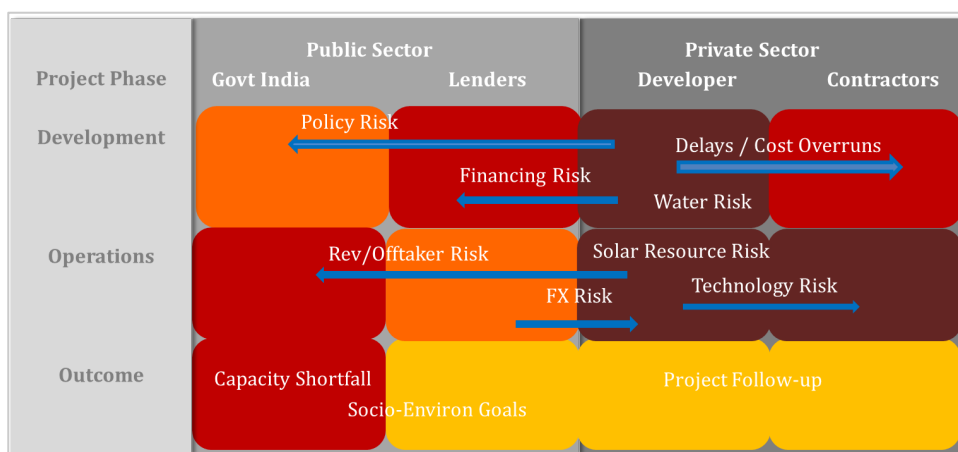 Public Sector
Private Sector
Project Phase
Govt India
Lenders
Developer
Contractors
Development
Policy Risk
Delays / Cost Overruns
Financing Risk
Water Risk
Operations
Rev/Offtaker Risk
Solar Resource Risk
FX Risk
Technology Risk
Outcome
Capacity Shortfall
Project Follow-up
Socio-Environ Goals